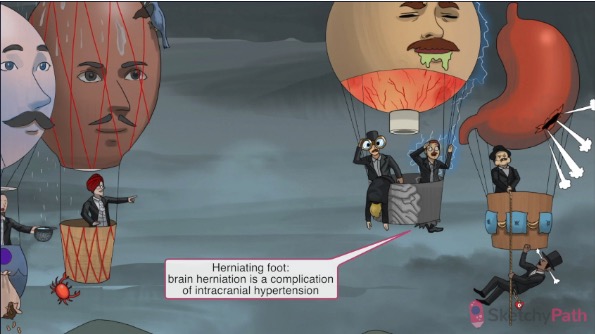 Herniating foot:
brain herniation is a complication
of intracranial hypertension
SketchyPath